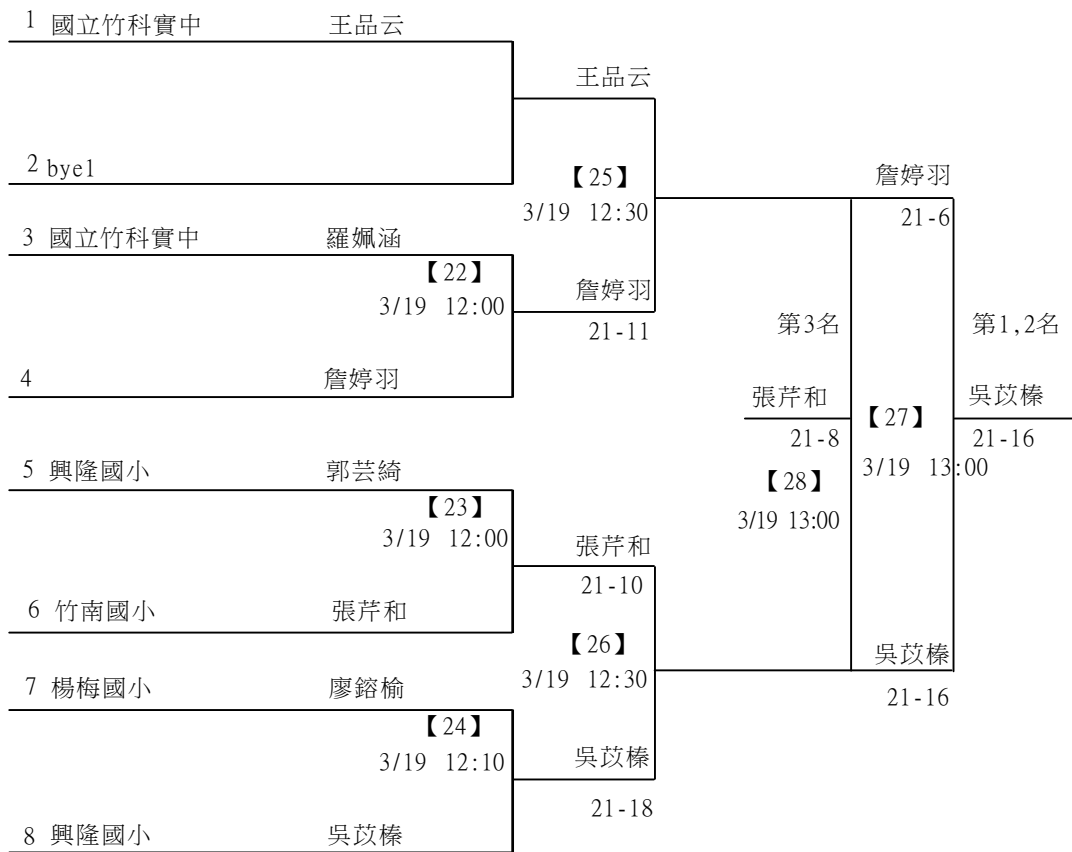 1 國立竹科實中 王品云
王品云
2 bye1
【25】
3/19 12:30
詹婷羽
21-6
3 國立竹科實中 羅姵涵
【22】
3/19 12:00
詹婷羽
21-11
第3名
第1,2名
4 詹婷羽
張芹和
21-8
【27】
3/19 13:00
吳苡榛
21-16
5 興隆國小 郭芸綺
【28】
3/19 13:00
【23】
3/19 12:00
張芹和
21-10
6 竹南國小 張芹和
【26】
3/19 12:30
吳苡榛
21-16
7 楊梅國小 廖鎔榆
【24】
3/19 12:10
吳苡榛
21-18
8 興隆國小 吳苡榛